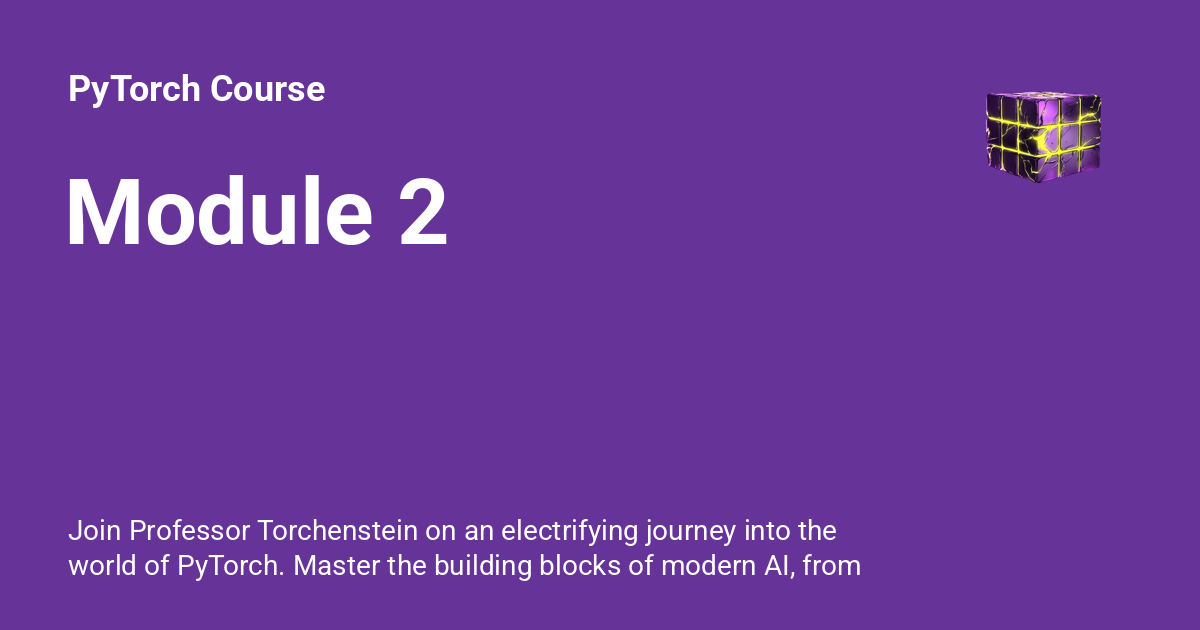 PyTorch Course
Module 2
Join Professor Torchenstein on an electrifying journey into the
world of PyTorch. Master the building blocks of modern AI, from